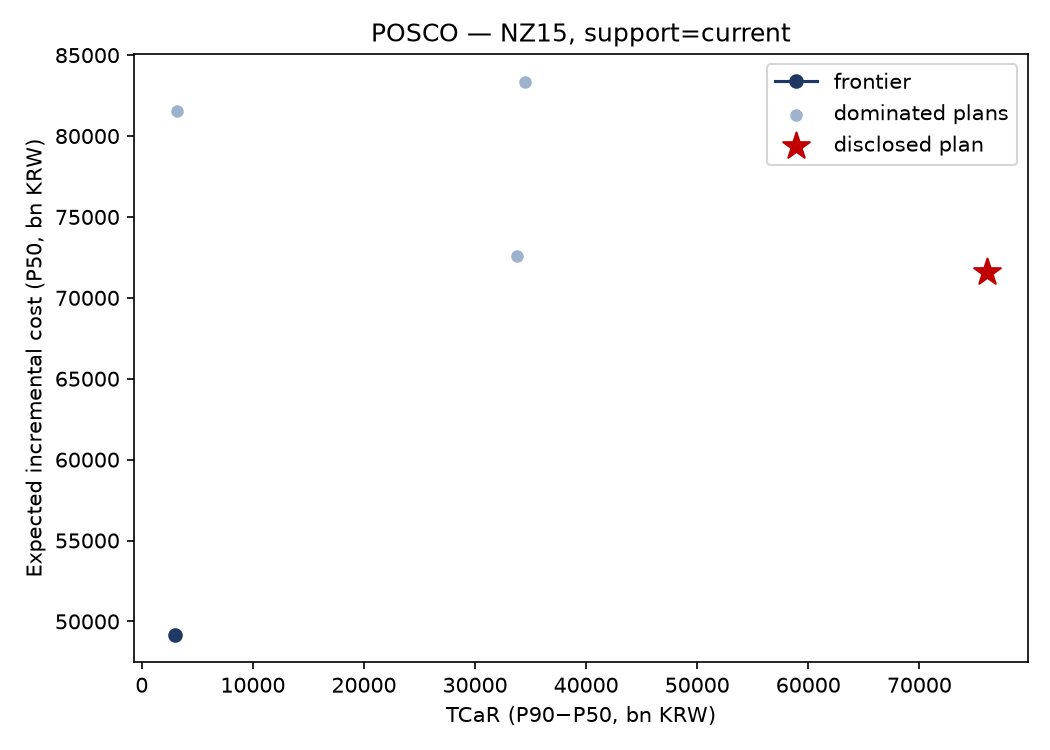 POSCO — NZ15, support=current
85000
80000
75000
70000
65000
60000
55000
50000
Expected incremental cost (P50, bn KRW)
frontier
dominated plans
disclosed plan
0 10000 20000 30000 40000 50000 60000 70000
TCaR (P90−P50, bn KRW)